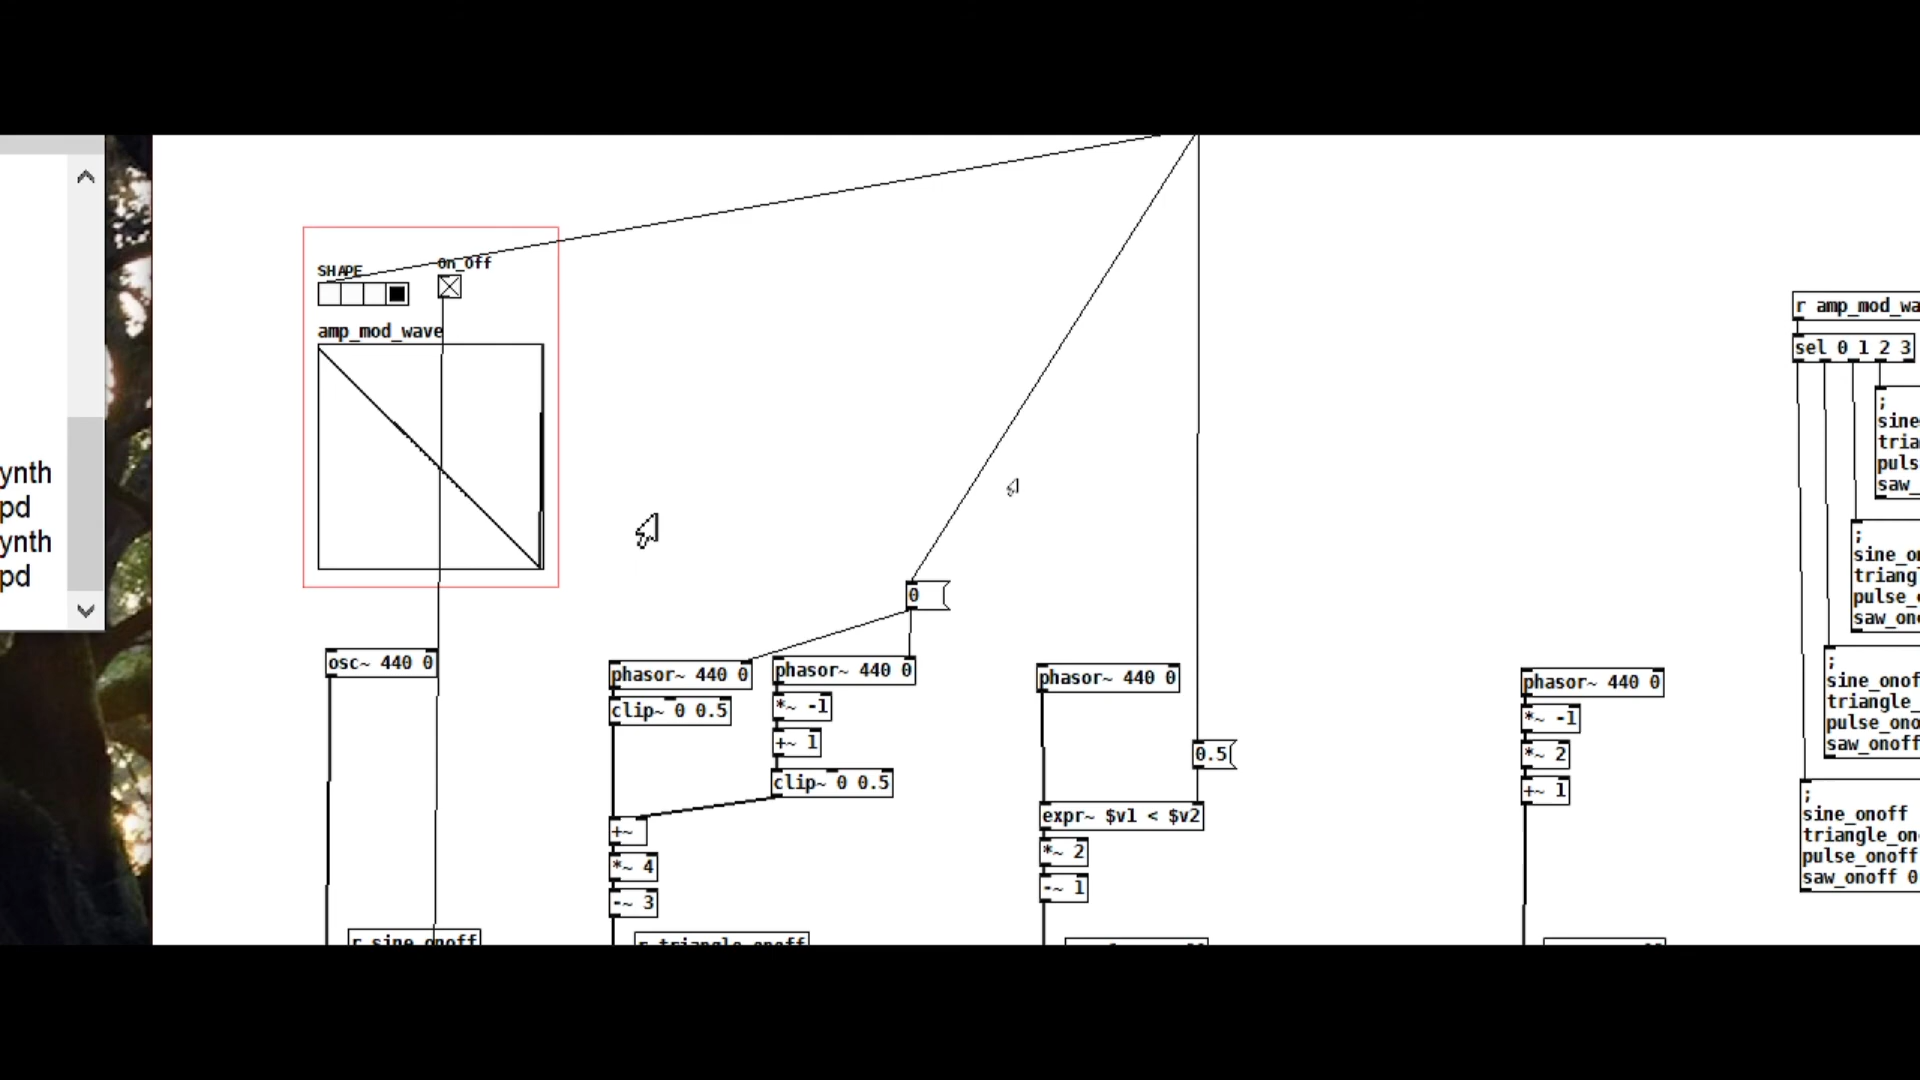 ynth
pd
ynth
pd
SHAPE
On_Off
amp_mod_wave
osc~ 440 0
r sine_onoff
0
phasor~ 440 0
clip~ 0 0.5
phasor~ 440 0
*~ -1
+~ 1
clip~ 0 0.5
+~
*~ 4
-~ 3
r triangle_onoff
phasor~ 440 0
0.5
expr~ $v1 < $v2
*~ 2
-~ 1
phasor~ 440 0
*~ -1
*~ 2
+~ 1
r amp_mod_wa
sel 0 1 2 3
;
sine
tria
puls
saw_
;
sine_o
triang
pulse_
saw_on
;
sine_onof
triangle_
pulse_ono
saw_onoff
;
sine_onoff
triangle_on
pulse_onoff
saw_onoff 0